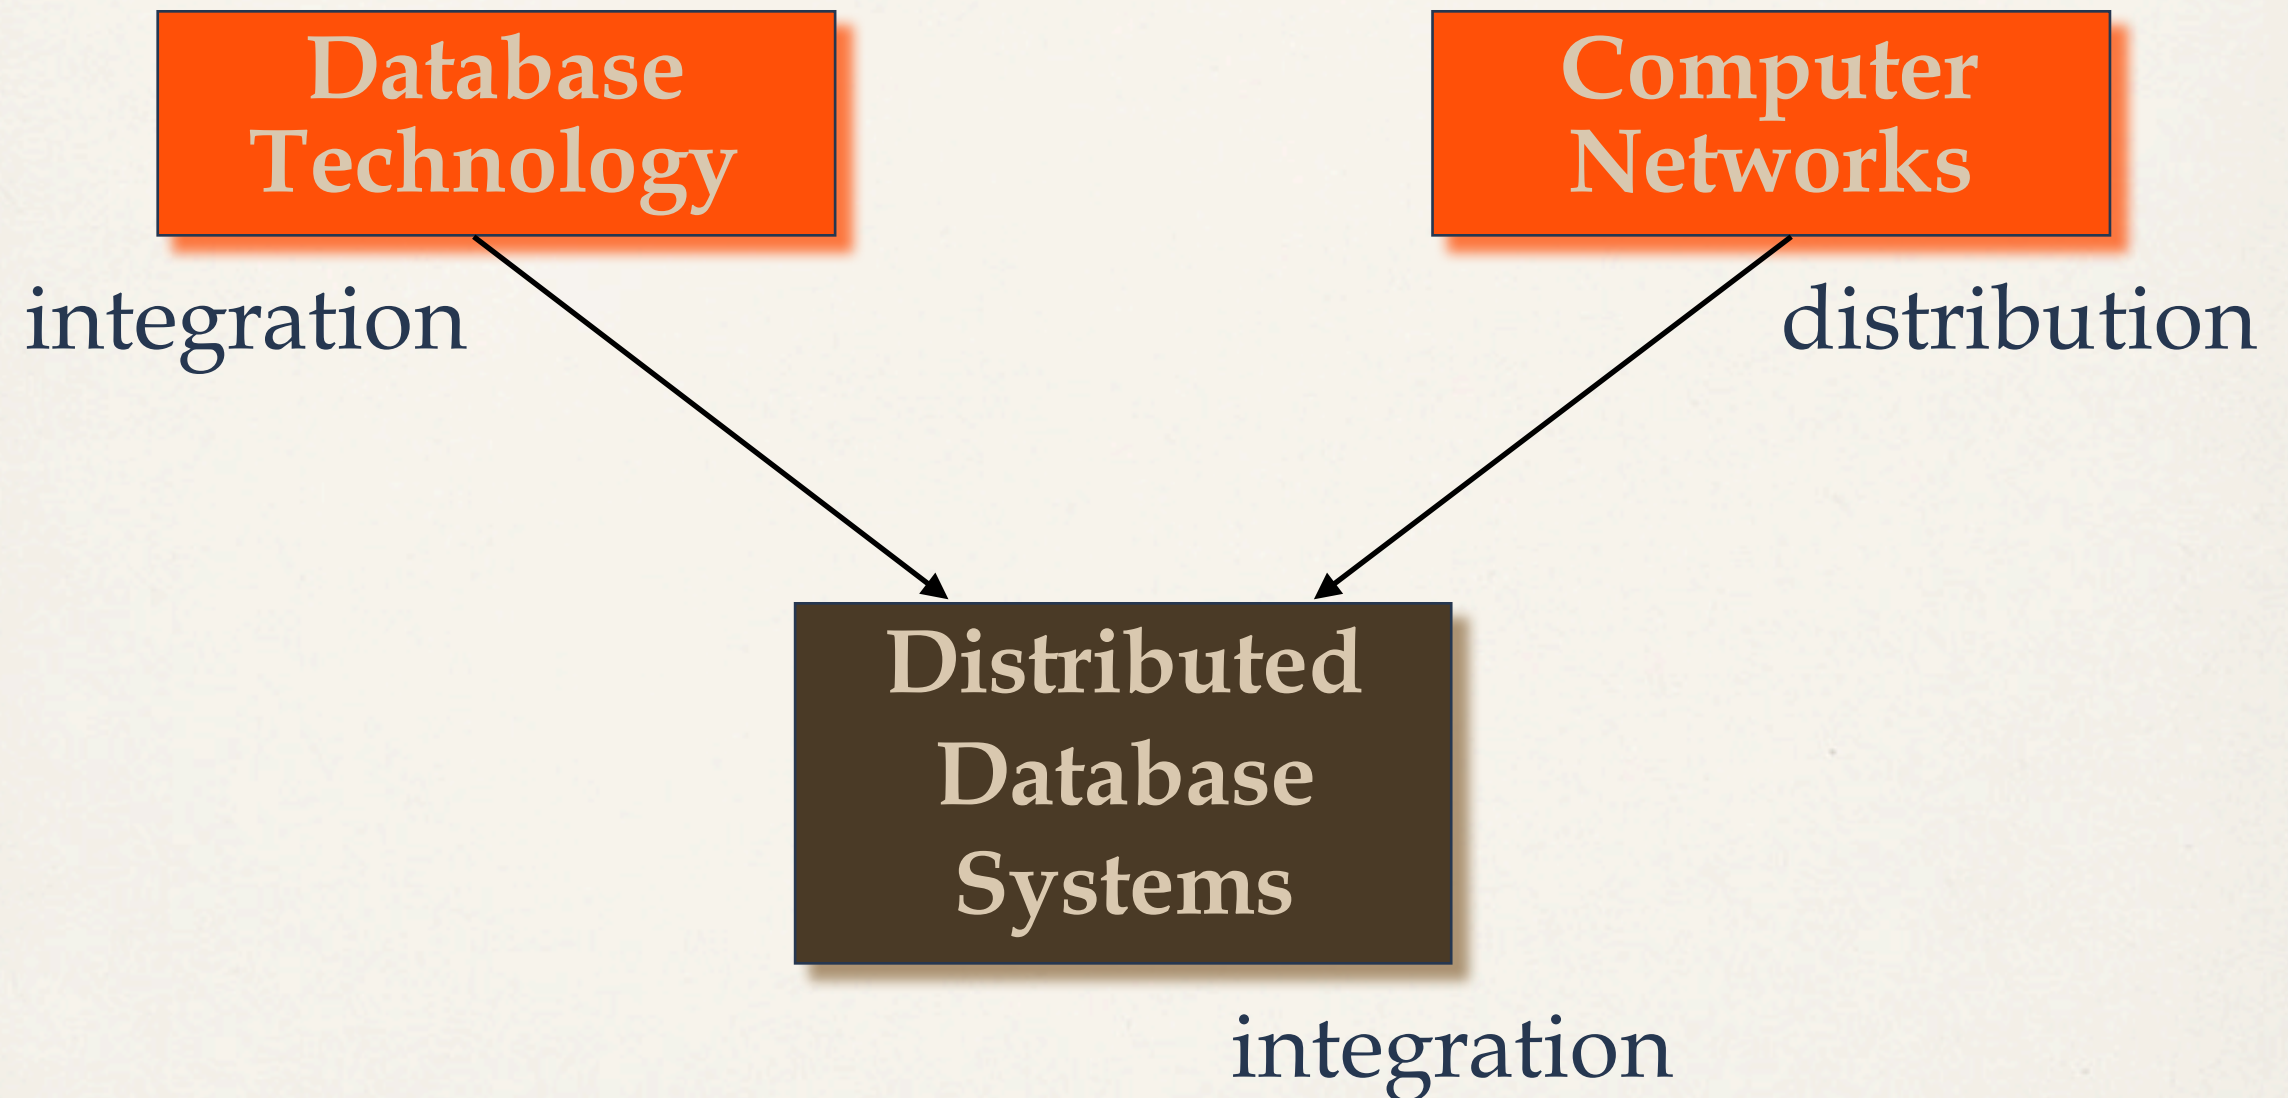 Database
Technology
Computer
Networks
integration
distribution
Distributed
Database
Systems
integration